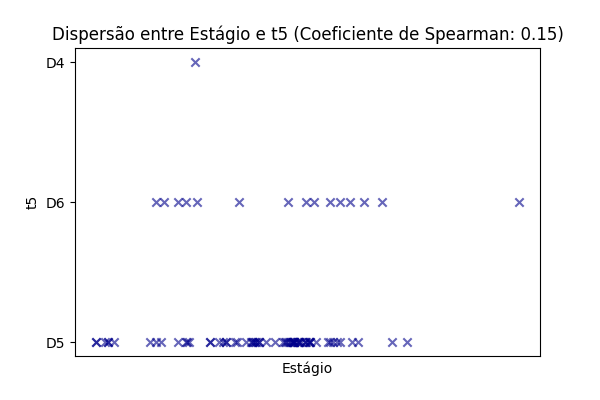 Dispersão entre Estágio e t5 (Coeficiente de Spearman: 0.15)
D4
D6
D5
t5
Estágio